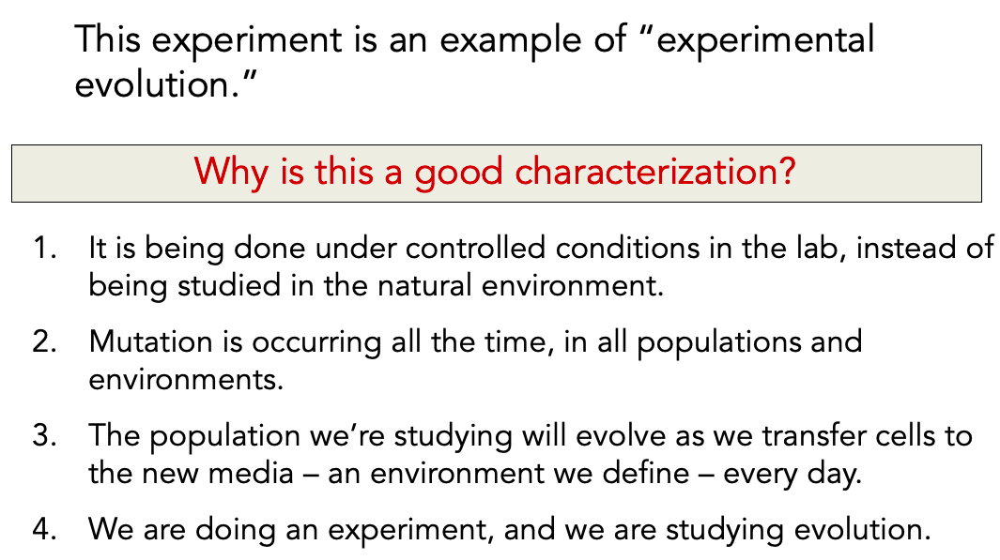 This experiment is an example of “experimental
evolution.”
Why is this a good characterization?
1. It is being done under controlled conditions in the lab, instead of
being studied in the natural environment.
2. Mutation is occurring all the time, in all populations and
environments.
3. The population we’re studying will evolve as we transfer cells to
the new media – an environment we define – every day.
4. We are doing an experiment, and we are studying evolution.